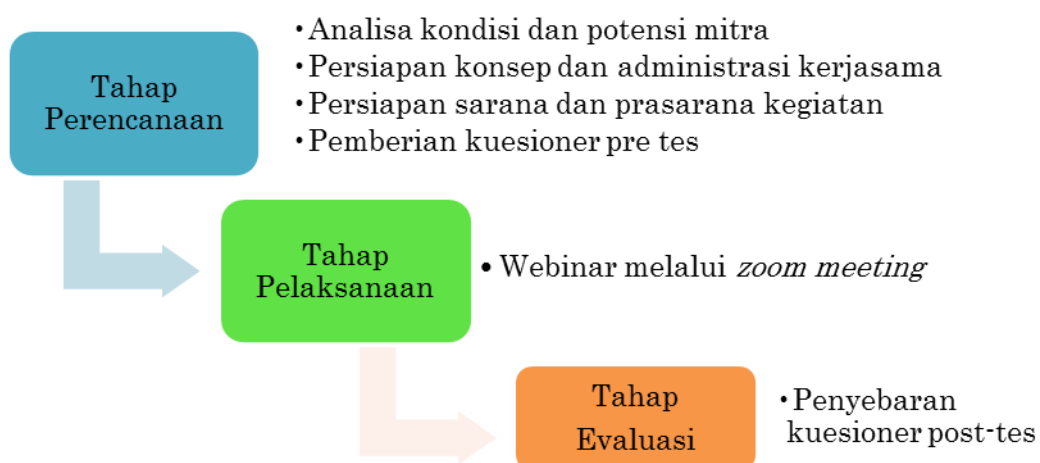 Tahap
Perencanaan
•Analisa kondisi dan potensi mitra
•Persiapan konsep dan administrasi kerjasama
•Persiapan sarana dan prasarana kegiatan
•Pemberian kuesioner pre tes
Tahap
Pelaksanaan
• Webinar melalui zoom meeting
Tahap
Evaluasi
•Penyebaran
kuesioner post-tes